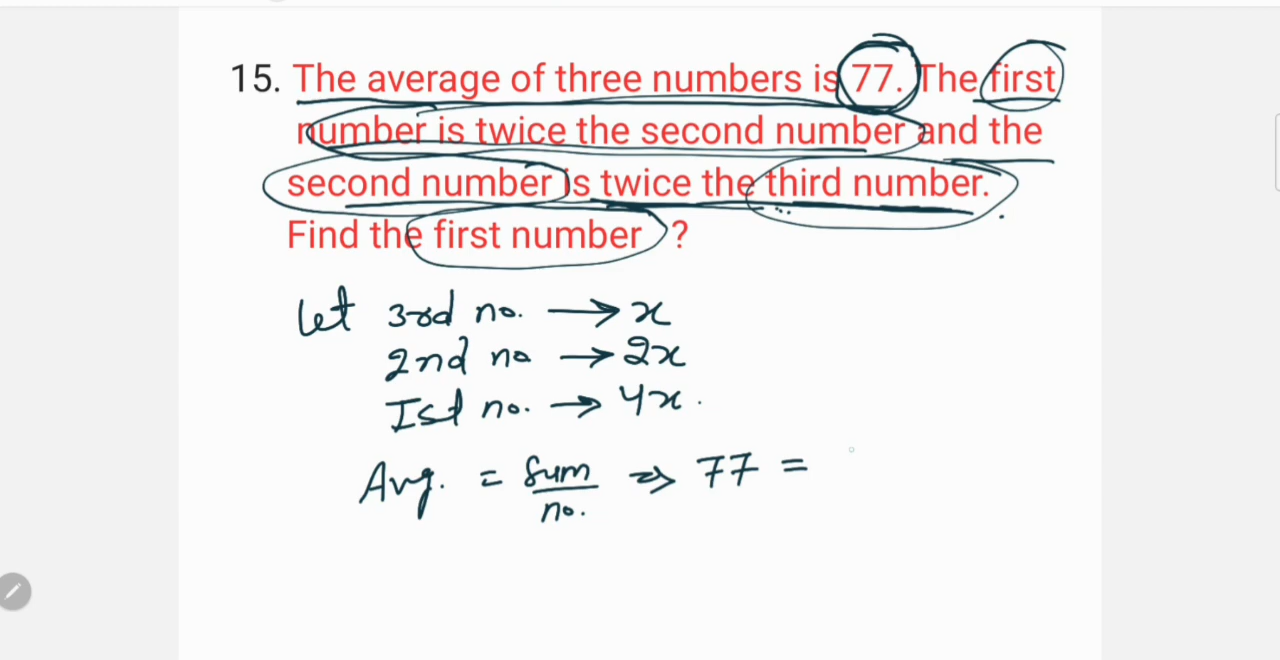 15. The average of three numbers is 77. The first
number is twice the second number and the
second number is twice the third number.
Find the first number ?
Let 3rd no. → x
2nd no → 2x
Ist no. → 4x.
Avg. = Sum/no. ⇒ 77 =